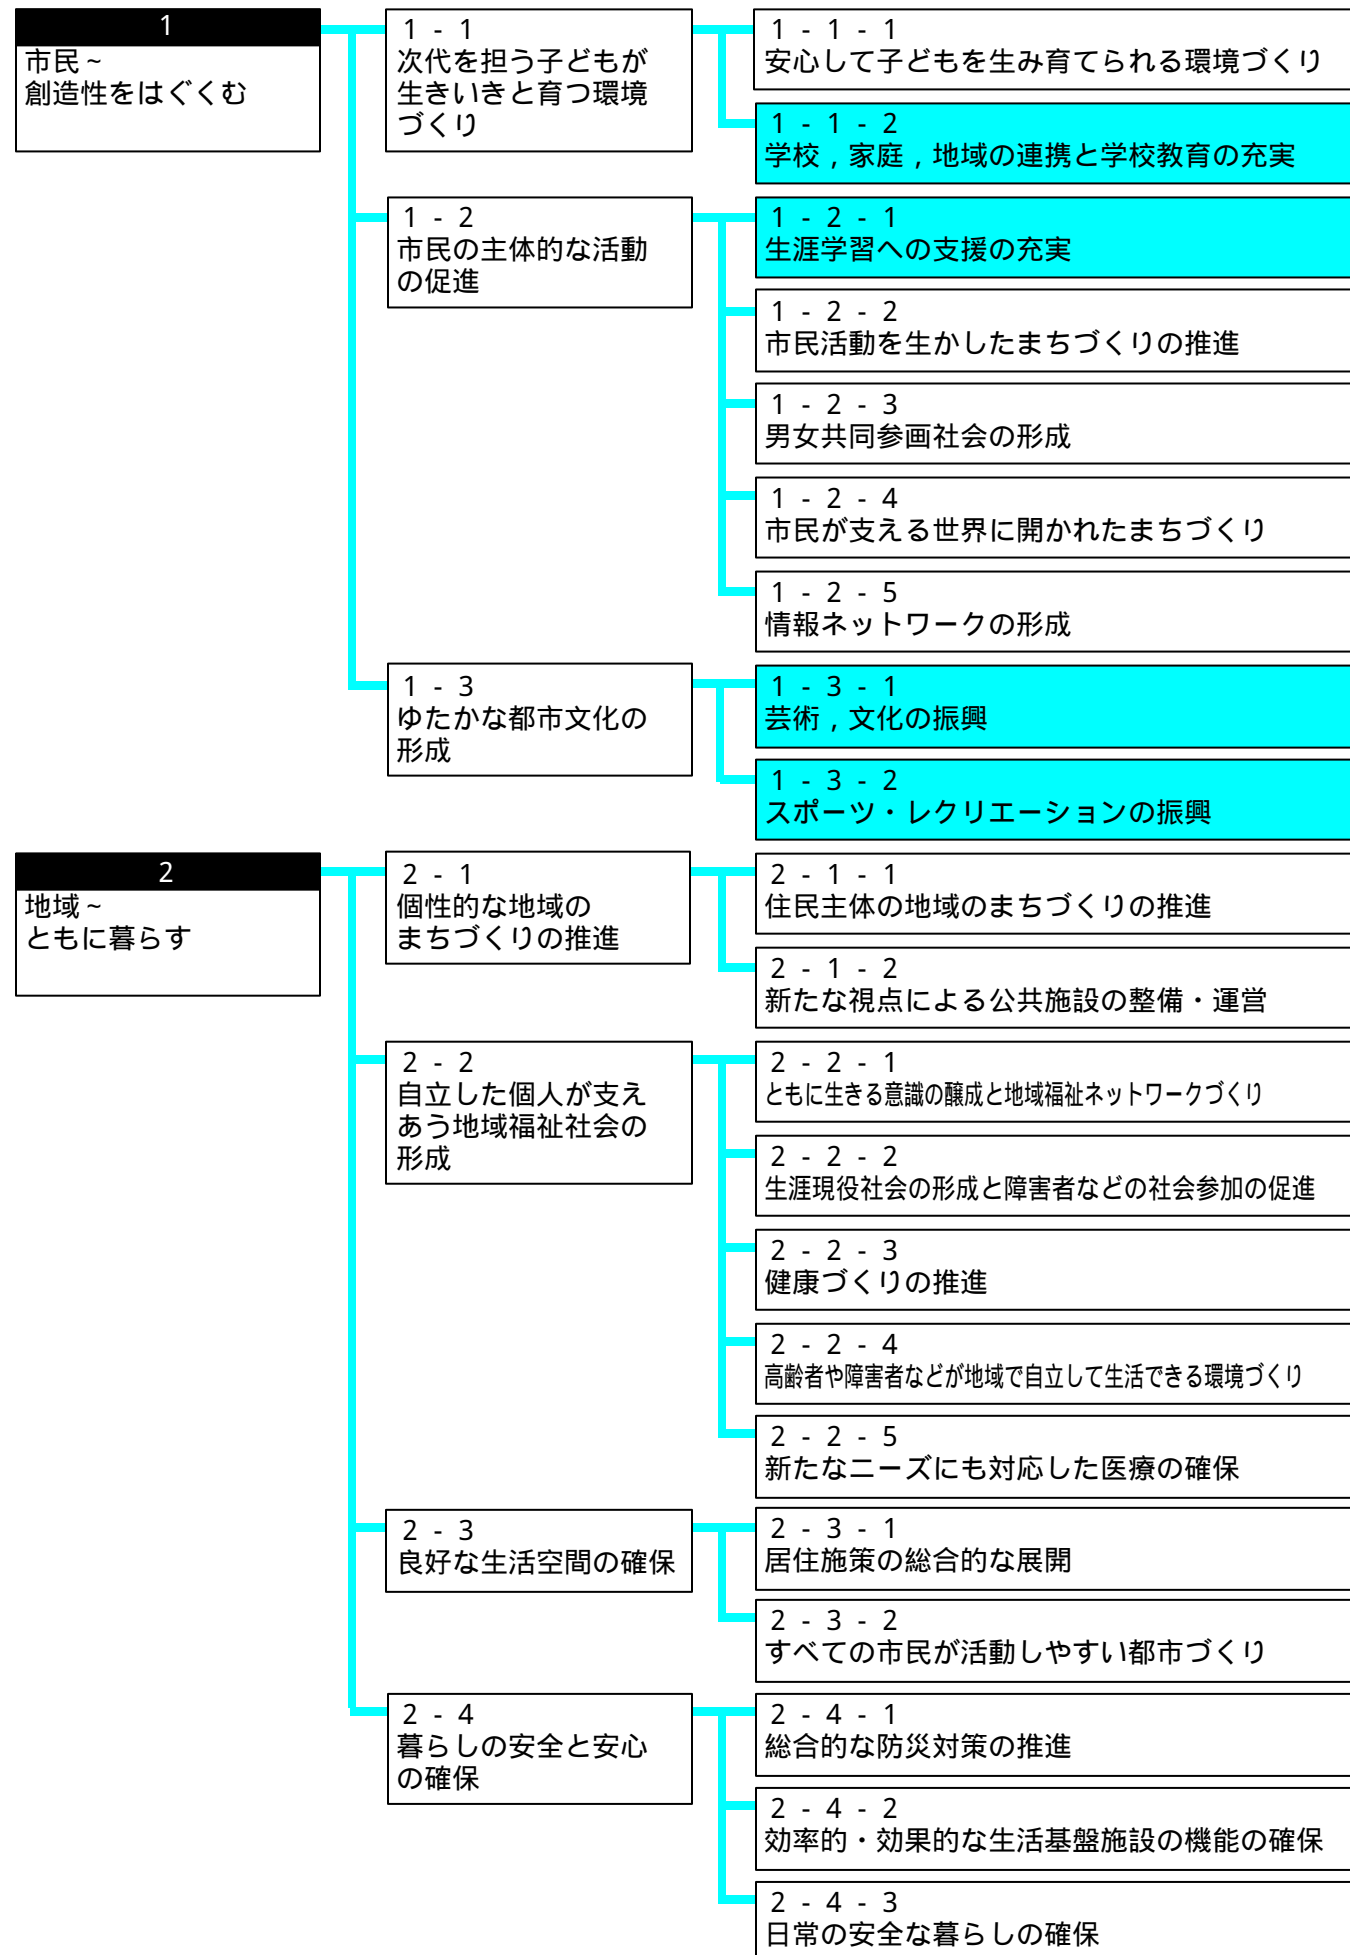 1
市民～
創造性をはぐくむ
1 - 1
次代を担う子どもが
生きいきと育つ環境
づくり
1 - 1 - 1
安心して子どもを生み育てられる環境づくり
1 - 1 - 2
学校，家庭，地域の連携と学校教育の充実
1 - 2
市民の主体的な活動
の促進
1 - 2 - 1
生涯学習への支援の充実
1 - 2 - 2
市民活動を生かしたまちづくりの推進
1 - 2 - 3
男女共同参画社会の形成
1 - 2 - 4
市民が支える世界に開かれたまちづくり
1 - 2 - 5
情報ネットワークの形成
1 - 3
ゆたかな都市文化の
形成
1 - 3 - 1
芸術，文化の振興
1 - 3 - 2
スポーツ・レクリエーションの振興
2
地域～
ともに暮らす
2 - 1
個性的な地域の
まちづくりの推進
2 - 1 - 1
住民主体の地域のまちづくりの推進
2 - 1 - 2
新たな視点による公共施設の整備・運営
2 - 2
自立した個人が支え
あう地域福祉社会の
形成
2 - 2 - 1
ともに生きる意識の醸成と地域福祉ネットワークづくり
2 - 2 - 2
生涯現役社会の形成と障害者などの社会参加の促進
2 - 2 - 3
健康づくりの推進
2 - 2 - 4
高齢者や障害者などが地域で自立して生活できる環境づくり
2 - 2 - 5
新たなニーズにも対応した医療の確保
2 - 3
良好な生活空間の確保
2 - 3 - 1
居住施策の総合的な展開
2 - 3 - 2
すべての市民が活動しやすい都市づくり
2 - 4
暮らしの安全と安心
の確保
2 - 4 - 1
総合的な防災対策の推進
2 - 4 - 2
効率的・効果的な生活基盤施設の機能の確保
2 - 4 - 3
日常の安全な暮らしの確保